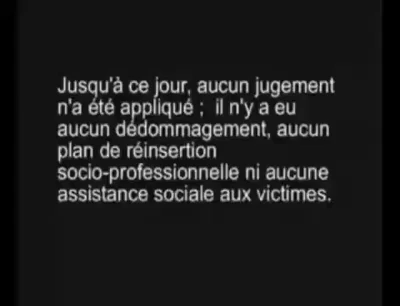 Jusqu'à ce jour, aucun jugement
n'a été appliqué ; il n'y a eu
aucun dédommagement, aucun
plan de réinsertion
socio-professionnelle ni aucune
assistance sociale aux victimes.